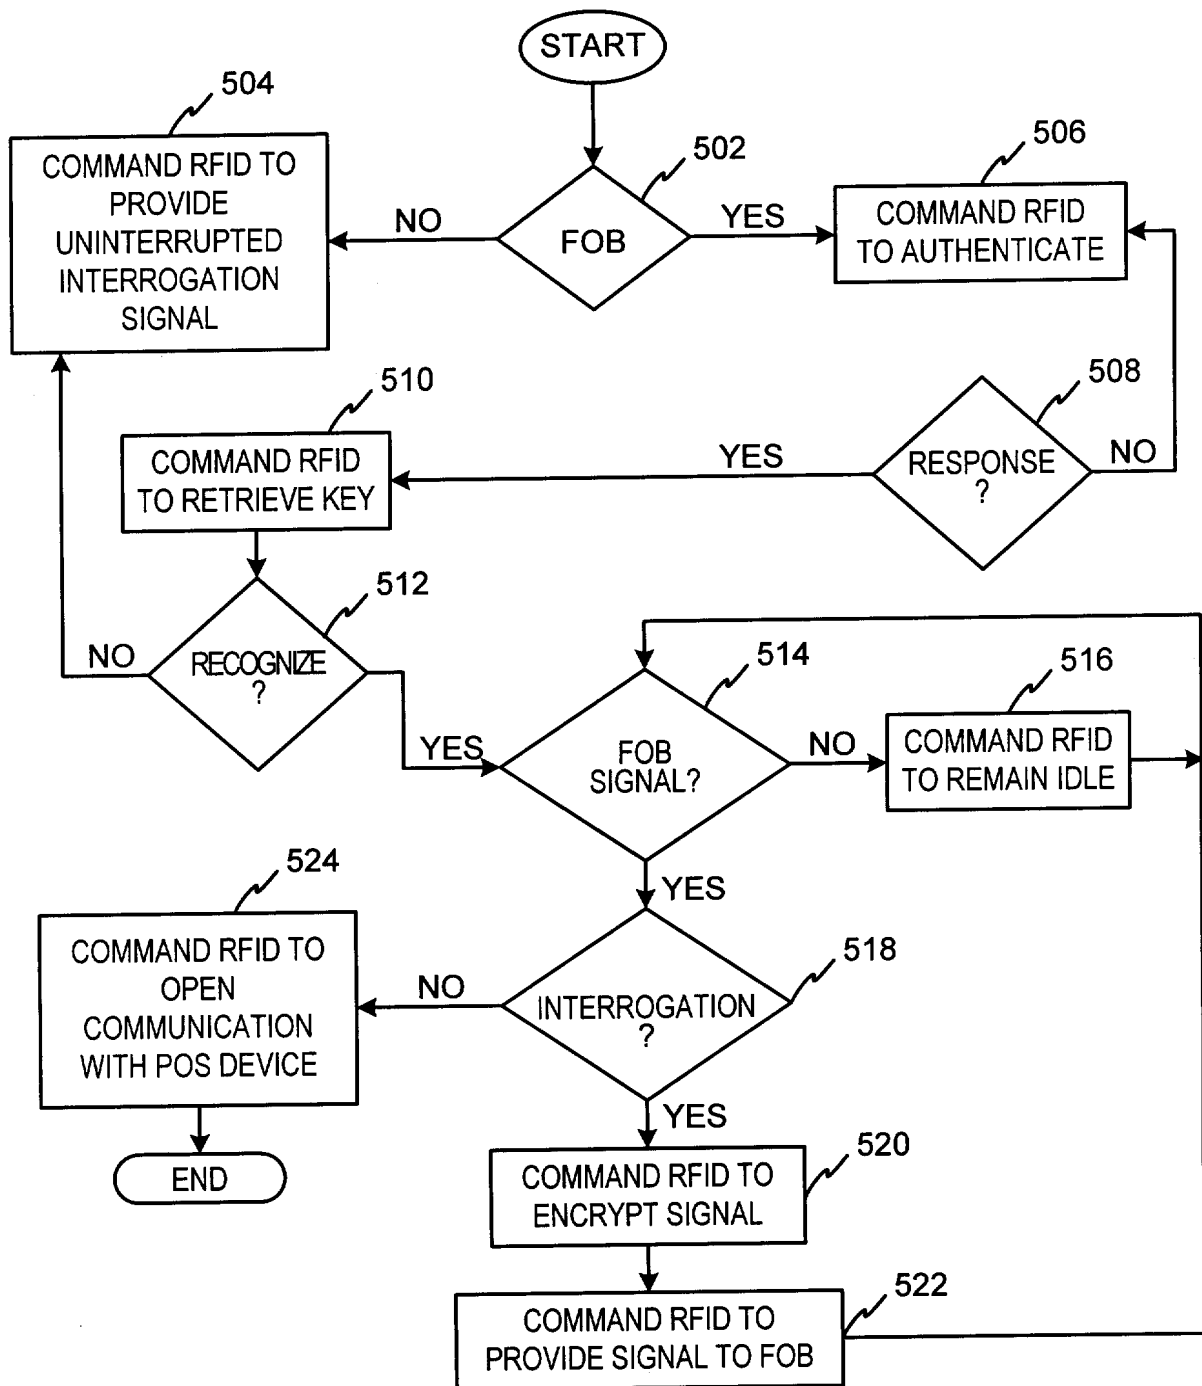 START
504
COMMAND RFID TO
PROVIDE
UNINTERRUPTED
INTERROGATION
SIGNAL
NO
502
FOB
YES
506
COMMAND RFID
TO AUTHENTICATE
510
COMMAND RFID
TO RETRIEVE KEY
YES
508
RESPONSE
?
NO
512
NO
RECOGNIZE
?
YES
514
FOB
SIGNAL?
NO
516
COMMAND RFID
TO REMAIN IDLE
YES
524
COMMAND RFID TO
OPEN
COMMUNICATION
WITH POS DEVICE
NO
518
INTERROGATION
?
YES
END
520
COMMAND RFID TO
ENCRYPT SIGNAL
522
COMMAND RFID TO
PROVIDE SIGNAL TO FOB